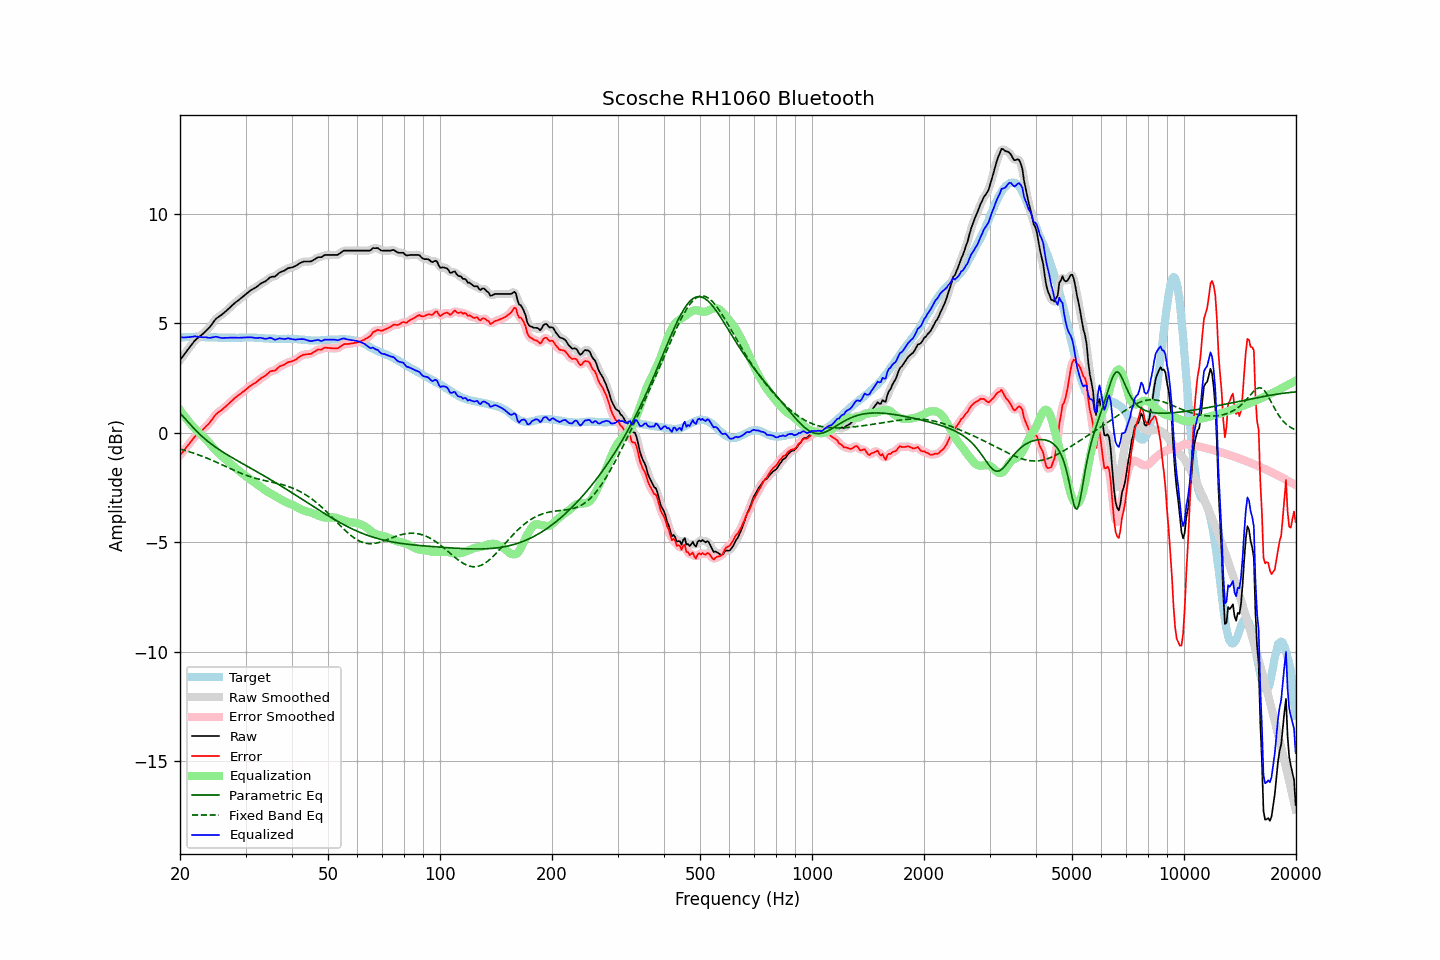 Scosche RH1060 Bluetooth
Amplitude (dBr)
10
5
0
−5
−10
−15
Target
Raw Smoothed
Error Smoothed
Raw
Error
Equalization
Parametric Eq
Fixed Band Eq
Equalized
20 50 100 200 500 1000 2000 5000 10000 20000
Frequency (Hz)